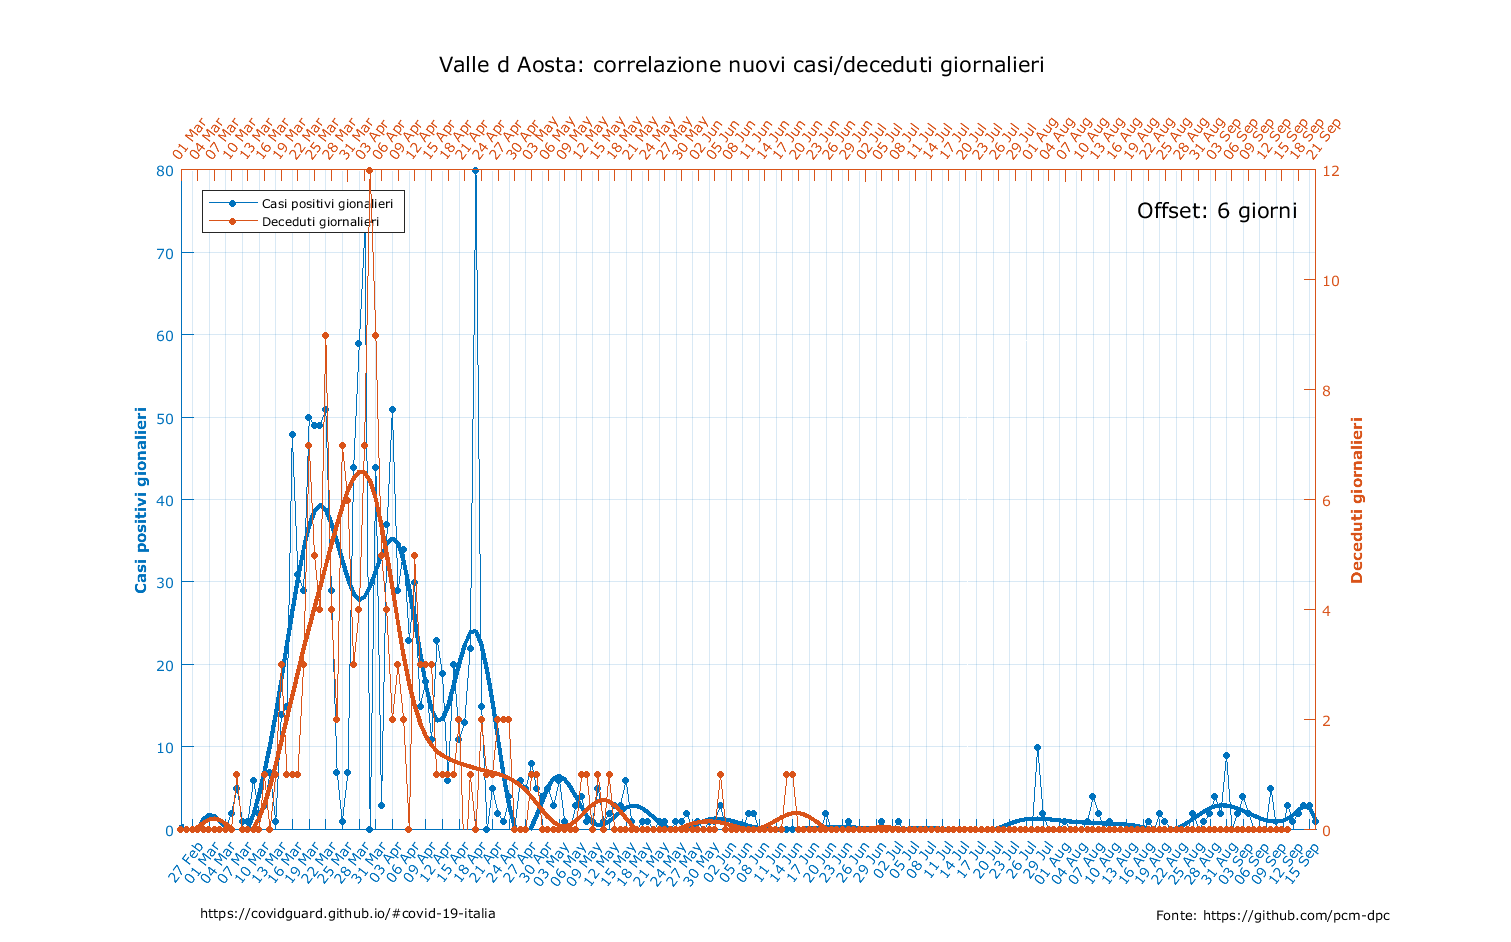 Valle d Aosta: correlazione nuovi casi/deceduti giornalieri
01 Mar
04 Mar
07 Mar
10 Mar
13 Mar
16 Mar
19 Mar
22 Mar
25 Mar
28 Mar
31 Mar
03 Apr
06 Apr
09 Apr
12 Apr
15 Apr
18 Apr
21 Apr
24 Apr
27 Apr
30 Apr
03 May
06 May
09 May
12 May
15 May
18 May
21 May
24 May
27 May
30 May
02 Jun
05 Jun
08 Jun
11 Jun
14 Jun
17 Jun
20 Jun
23 Jun
26 Jun
29 Jun
02 Jul
05 Jul
08 Jul
11 Jul
14 Jul
17 Jul
20 Jul
23 Jul
26 Jul
29 Jul
01 Aug
04 Aug
07 Aug
10 Aug
13 Aug
16 Aug
19 Aug
22 Aug
25 Aug
28 Aug
31 Aug
03 Sep
06 Sep
09 Sep
12 Sep
15 Sep
18 Sep
21 Sep
Casi positivi gionalieri
Deceduti giornalieri
Offset: 6 giorni
80
70
60
50
40
30
20
10
0
Casi positivi gionalieri
12
10
8
6
4
2
0
Deceduti giornalieri
27 Feb
01 Mar
04 Mar
07 Mar
10 Mar
13 Mar
16 Mar
19 Mar
22 Mar
25 Mar
28 Mar
31 Mar
03 Apr
06 Apr
09 Apr
12 Apr
15 Apr
18 Apr
21 Apr
24 Apr
27 Apr
30 Apr
03 May
06 May
09 May
12 May
15 May
18 May
21 May
24 May
27 May
30 May
02 Jun
05 Jun
08 Jun
11 Jun
14 Jun
17 Jun
20 Jun
23 Jun
26 Jun
29 Jun
02 Jul
05 Jul
08 Jul
11 Jul
14 Jul
17 Jul
20 Jul
23 Jul
26 Jul
29 Jul
01 Aug
04 Aug
07 Aug
10 Aug
13 Aug
16 Aug
19 Aug
22 Aug
25 Aug
28 Aug
31 Aug
03 Sep
06 Sep
09 Sep
12 Sep
15 Sep
https://covidguard.github.io/#covid-19-italia
Fonte: https://github.com/pcm-dpc